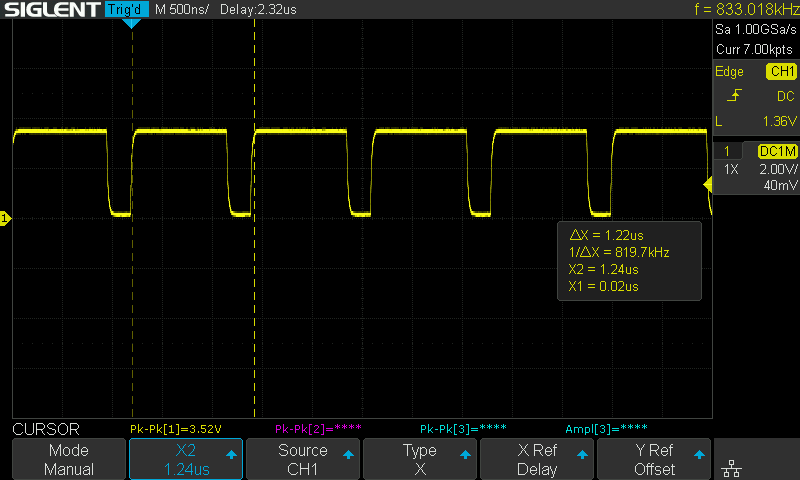 SIGLENT Trig'd M 500ns/ Delay:2.32us f = 833.018kHz
Sa 1.00GSa/s
Curr 7.00kpts
Edge CH1
DC
L 1.36V
1 DC1M
1X 2.00V/
40mV
1
△X = 1.22us
1/△X = 819.7kHz
X2 = 1.24us
X1 = 0.02us
CURSOR Pk-Pk[1]=3.52V Pk-Pk[2]=**** Pk-Pk[3]=**** Ampl[3]=****
Mode X2 Source Type X Ref Y Ref
Manual 1.24us CH1 X Delay Offset